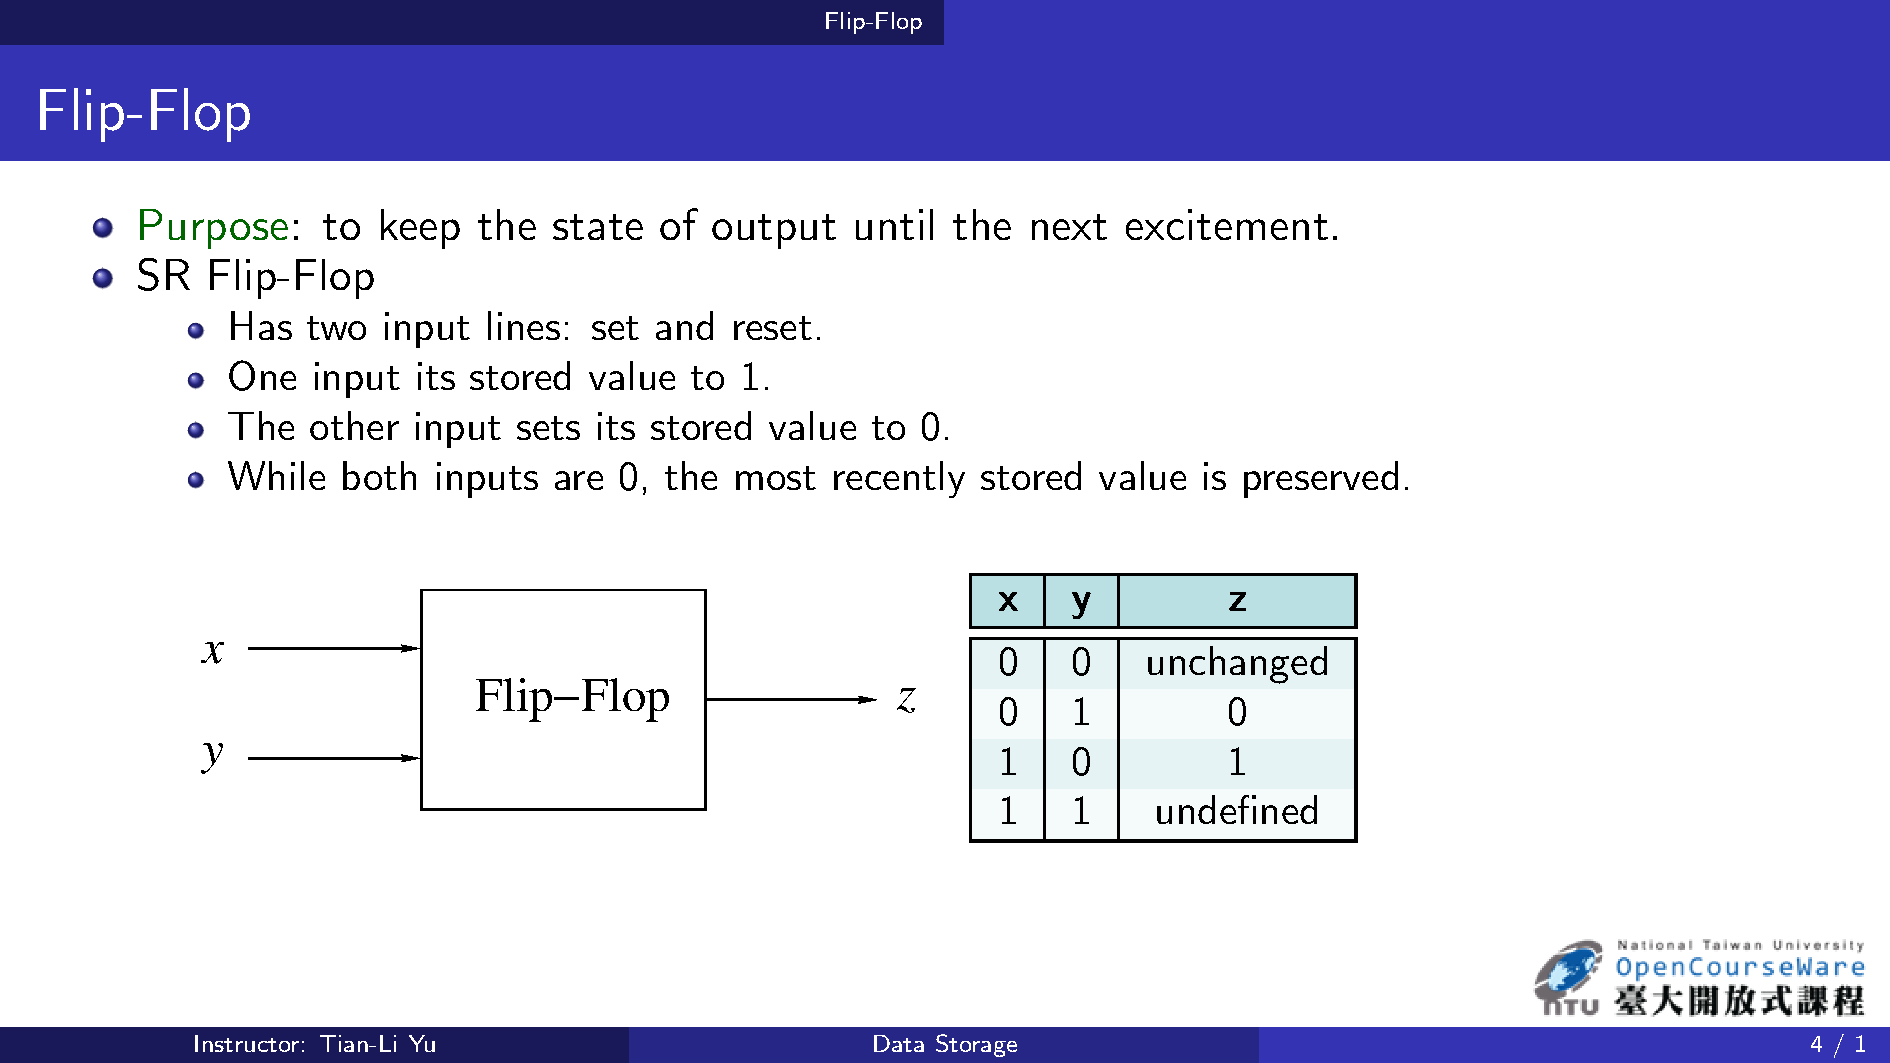 Flip-Flop
Flip-Flop
Purpose: to keep the state of output until the next excitement.
SR Flip-Flop
Has two input lines: set and reset.
One input its stored value to 1.
The other input sets its stored value to 0.
While both inputs are 0, the most recently stored value is preserved.
x
y
Flip–Flop
z
x y z
0 0 unchanged
0 1 0
1 0 1
1 1 undefined
National Taiwan University
OpenCourseWare
NTU 臺大開放式課程
Instructor: Tian-Li Yu Data Storage 4 / 1